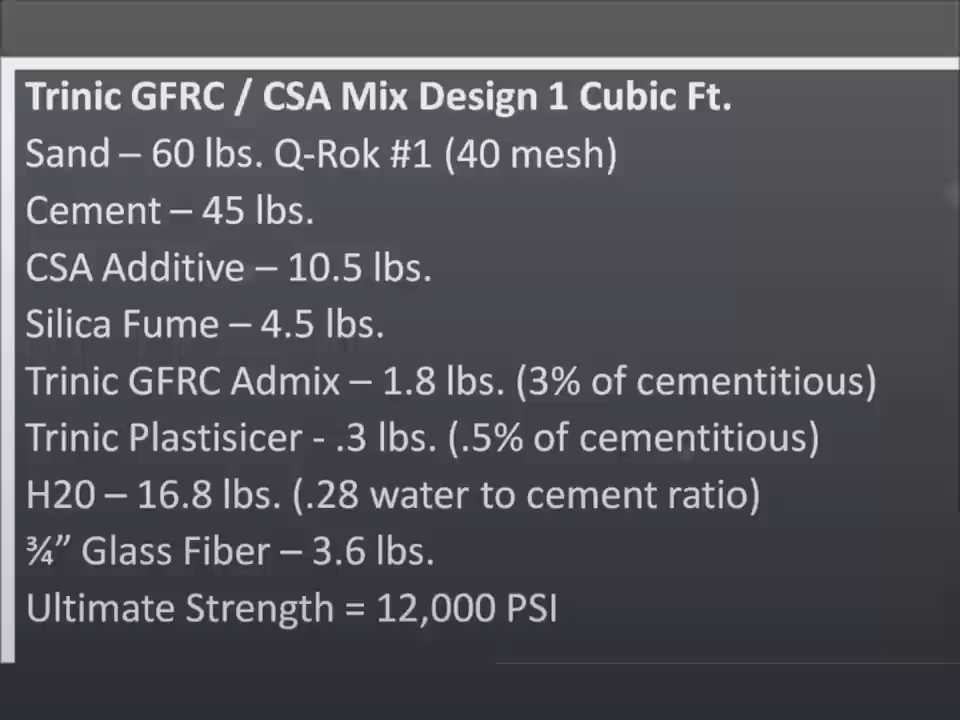 Trinic GFRC / CSA Mix Design 1 Cubic Ft.
Sand – 60 lbs. Q-Rok #1 (40 mesh)
Cement – 45 lbs.
CSA Additive – 10.5 lbs.
Silica Fume – 4.5 lbs.
Trinic GFRC Admix – 1.8 lbs. (3% of cementitious)
Trinic Plastisicer - .3 lbs. (.5% of cementitious)
H20 – 16.8 lbs. (.28 water to cement ratio)
¾” Glass Fiber – 3.6 lbs.
Ultimate Strength = 12,000 PSI